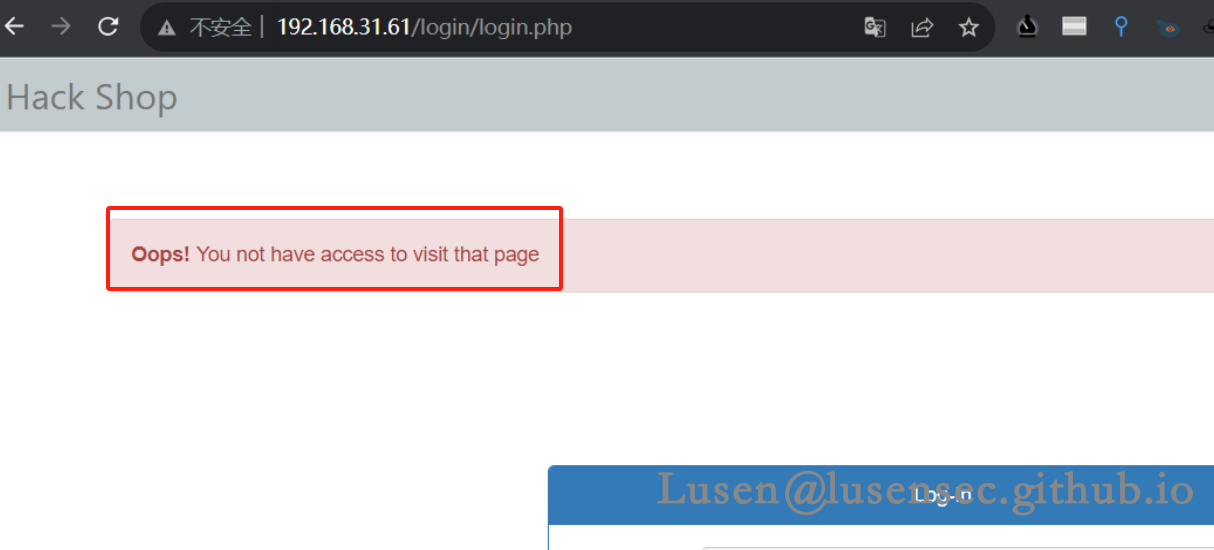 不安全 | 192.168.31.61/login/login.php
Hack Shop
Oops! You not have access to visit that page
Log-in
Lusen@lusensec.github.io